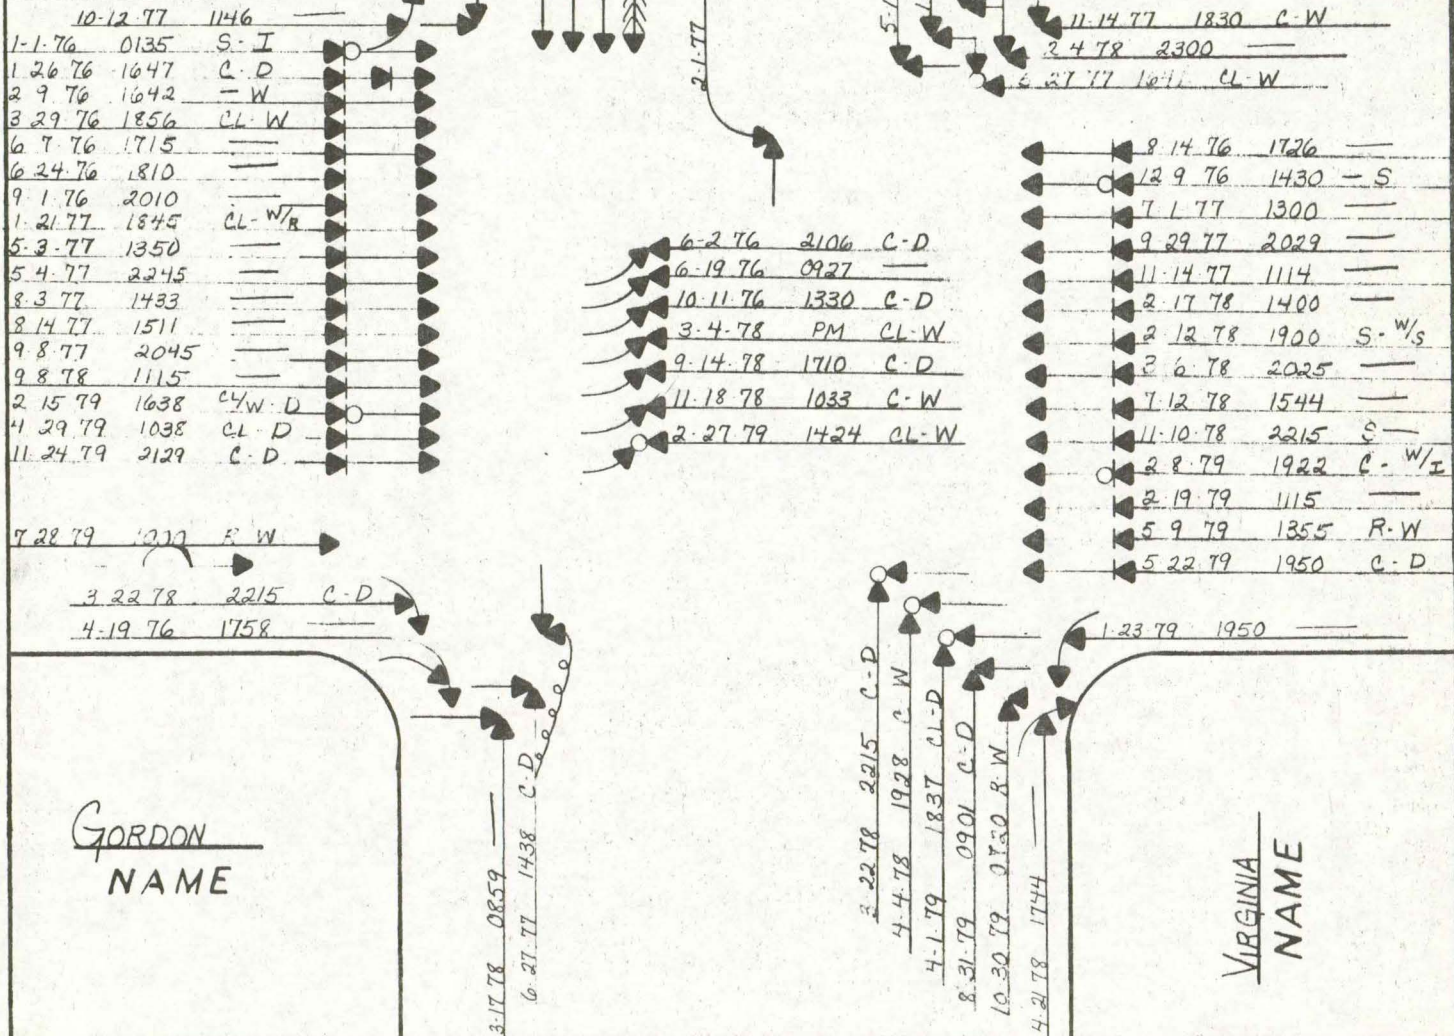 10-12-77 1146 —
1-1-76 0135 S-I
1 26 76 1647 C-D
2 9 76 1642 — W
3 29 76 1856 CL-W
6 7-76 1715 —
6 24-76 1810 —
9 1 76 2010 —
1-21-77 1845 CL-W/R
5-3-77 1350 —
5 4-77 2245 —
8 3 77 1433 —
8 14 77 1511 —
9 8-77 2045 —
9 8-78 1115 —
2 15 79 1638 CL/W-D
4 29 79 1038 CL-D
11-24-79 2129 C-D
7 28 79 R W
3 22 78 2215 C-D
4-19 76 1758 —
2-1-77
6-2 76 2106 C-D
6-19 76 0927 —
10-11-76 1330 C-D
3-4-78 PM CL-W
9-14-78 1710 C-D
11-18-78 1033 C-W
2-27-79 1424 CL-W
11-14 77 1830 C-W
2 4 78 2300 —
27 77 CL-W
8 14 76 1726 —
12 9 76 1430 — S
7 1-77 1300 —
9 29 77 2029 —
11 14 77 1114 —
2 17 78 1400 —
2 12 78 1900 S-W/S
3 6 78 2025 —
7 12 78 1544 —
11-10-78 2215 S —
2 8-79 1922 C-W/I
2 19-79 1115 —
5 9 79 1355 R-W
5 22 79 1950 C-D
1-23-79 1950 —
3-17 78 0859 —
6-27-77 1438 C-D
3-22 78 2215 C-D
4-4-78 1928 C W
4-1-79 1837 CL-D
8-31-79 0901 C-D
10-30 79 0720 R W
4-21 78 1744 —
GORDON
NAME
VIRGINIA
NAME